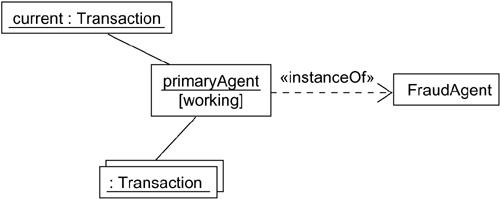 current : Transaction
primaryAgent
[working]
«instanceOf»
FraudAgent
: Transaction